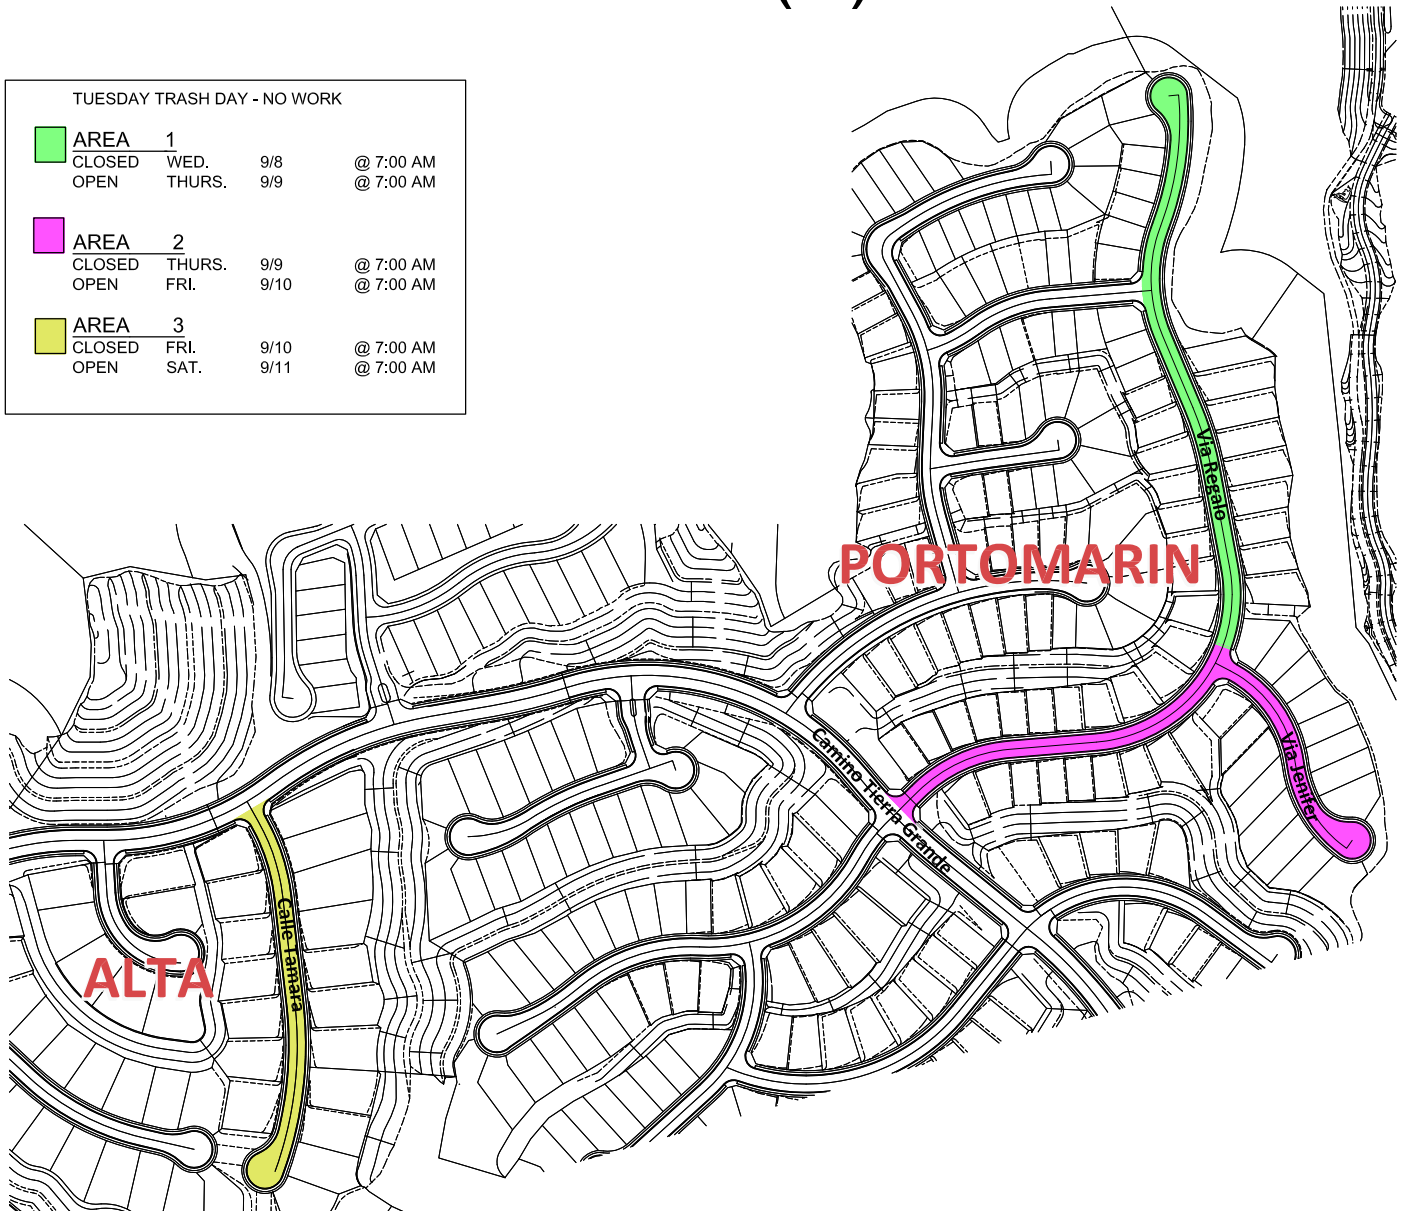 TUESDAY TRASH DAY - NO WORK
AREA 1
CLOSED WED. 9/8 @ 7:00 AM
OPEN THURS. 9/9 @ 7:00 AM
AREA 2
CLOSED THURS. 9/9 @ 7:00 AM
OPEN FRI. 9/10 @ 7:00 AM
AREA 3
CLOSED FRI. 9/10 @ 7:00 AM
OPEN SAT. 9/11 @ 7:00 AM
Via Regalo
PORTOMARIN
Camino Tierra Grande
Via Jenifer
Calle Tamara
ALTA